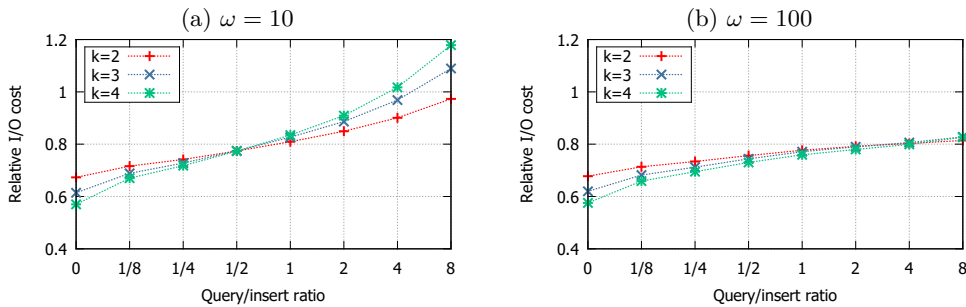 (a) ω = 10
1.2
1
0.8
0.6
0.4
Relative I/O cost
k=2
k=3
k=4
0 1/8 1/4 1/2 1 2 4 8
Query/insert ratio
(b) ω = 100
1.2
1
0.8
0.6
0.4
Relative I/O cost
k=2
k=3
k=4
0 1/8 1/4 1/2 1 2 4 8
Query/insert ratio